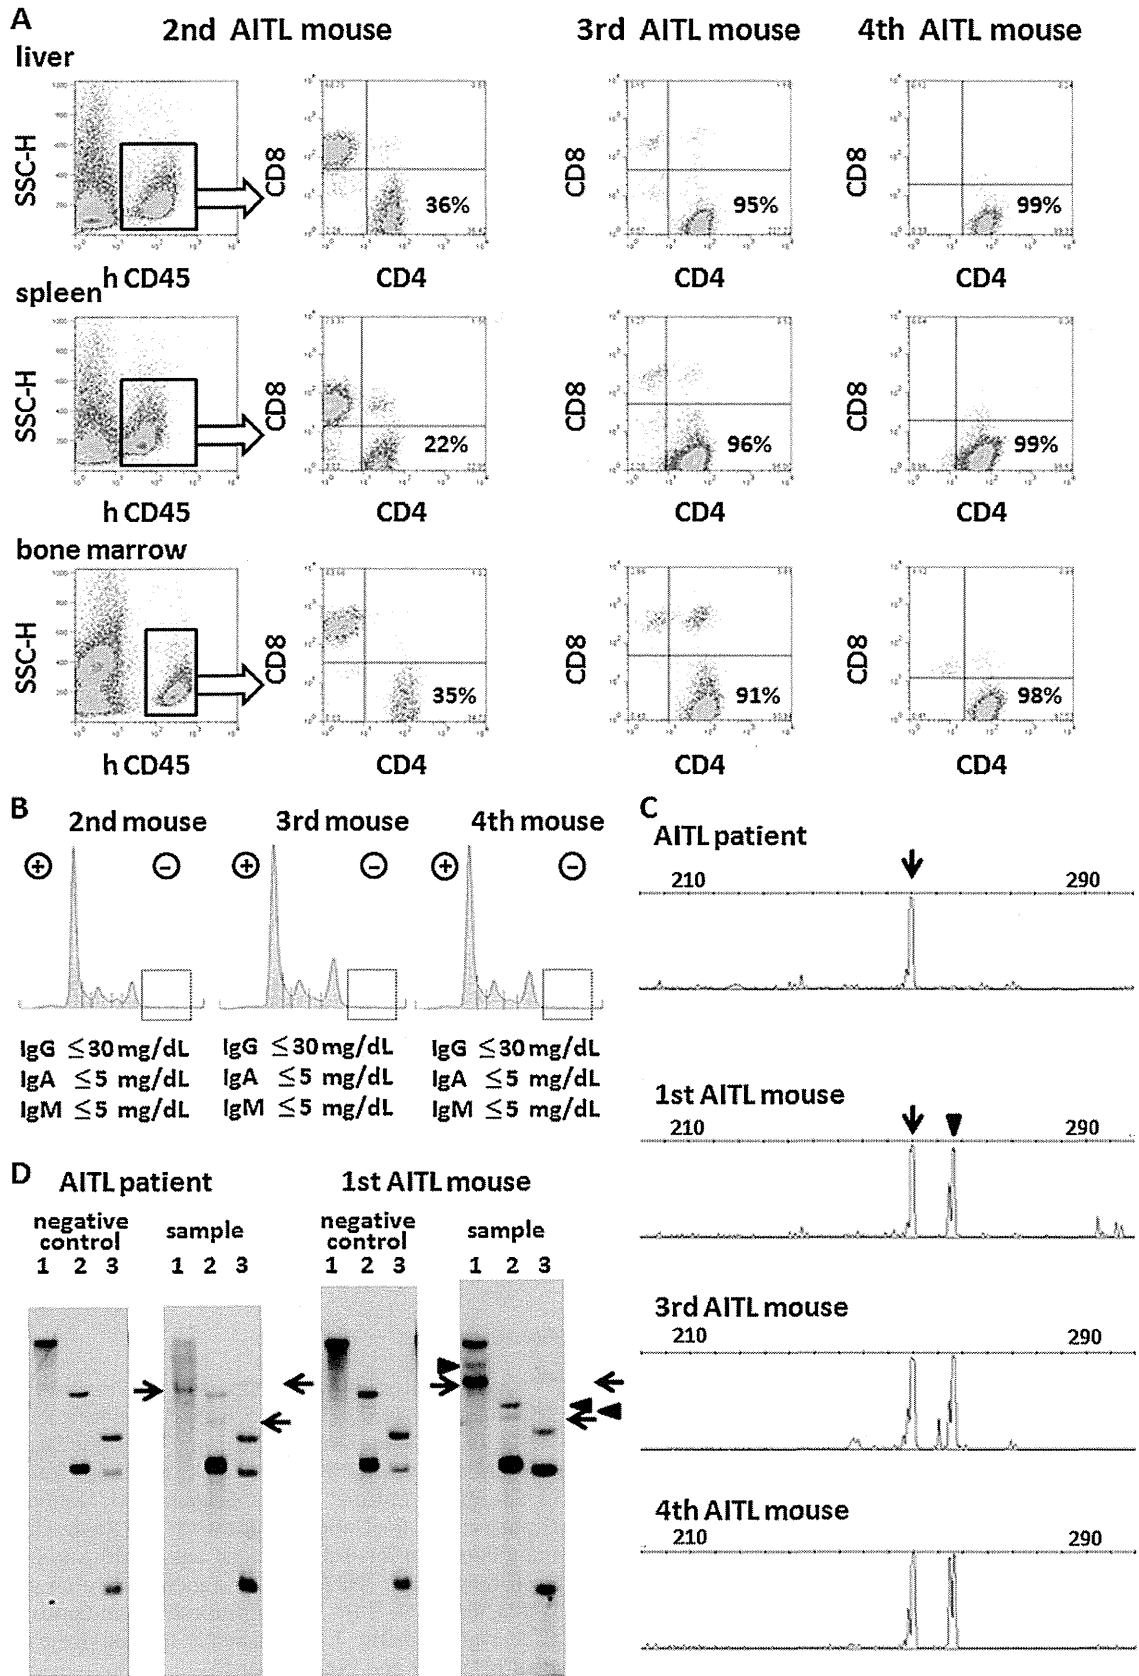 A
2nd AITL mouse 3rd AITL mouse 4th AITL mouse
liver
SSC-H CD8 CD8 CD8
36% 95% 99%
h CD45 CD4 CD4 CD4
spleen
SSC-H CD8 CD8 CD8
22% 96% 99%
h CD45 CD4 CD4 CD4
bone marrow
SSC-H CD8 CD8 CD8
35% 91% 98%
h CD45 CD4 CD4 CD4
B
2nd mouse 3rd mouse 4th mouse
+ - + - + -
IgG ≤30 mg/dL IgG ≤30 mg/dL IgG ≤30 mg/dL
IgA ≤5 mg/dL IgA ≤5 mg/dL IgA ≤5 mg/dL
IgM ≤5 mg/dL IgM ≤5 mg/dL IgM ≤5 mg/dL
C
AITL patient
210 290
1st AITL mouse
210 290
3rd AITL mouse
210 290
4th AITL mouse
210 290
D
AITL patient 1st AITL mouse
negative control sample negative control sample
1 2 3 1 2 3 1 2 3 1 2 3